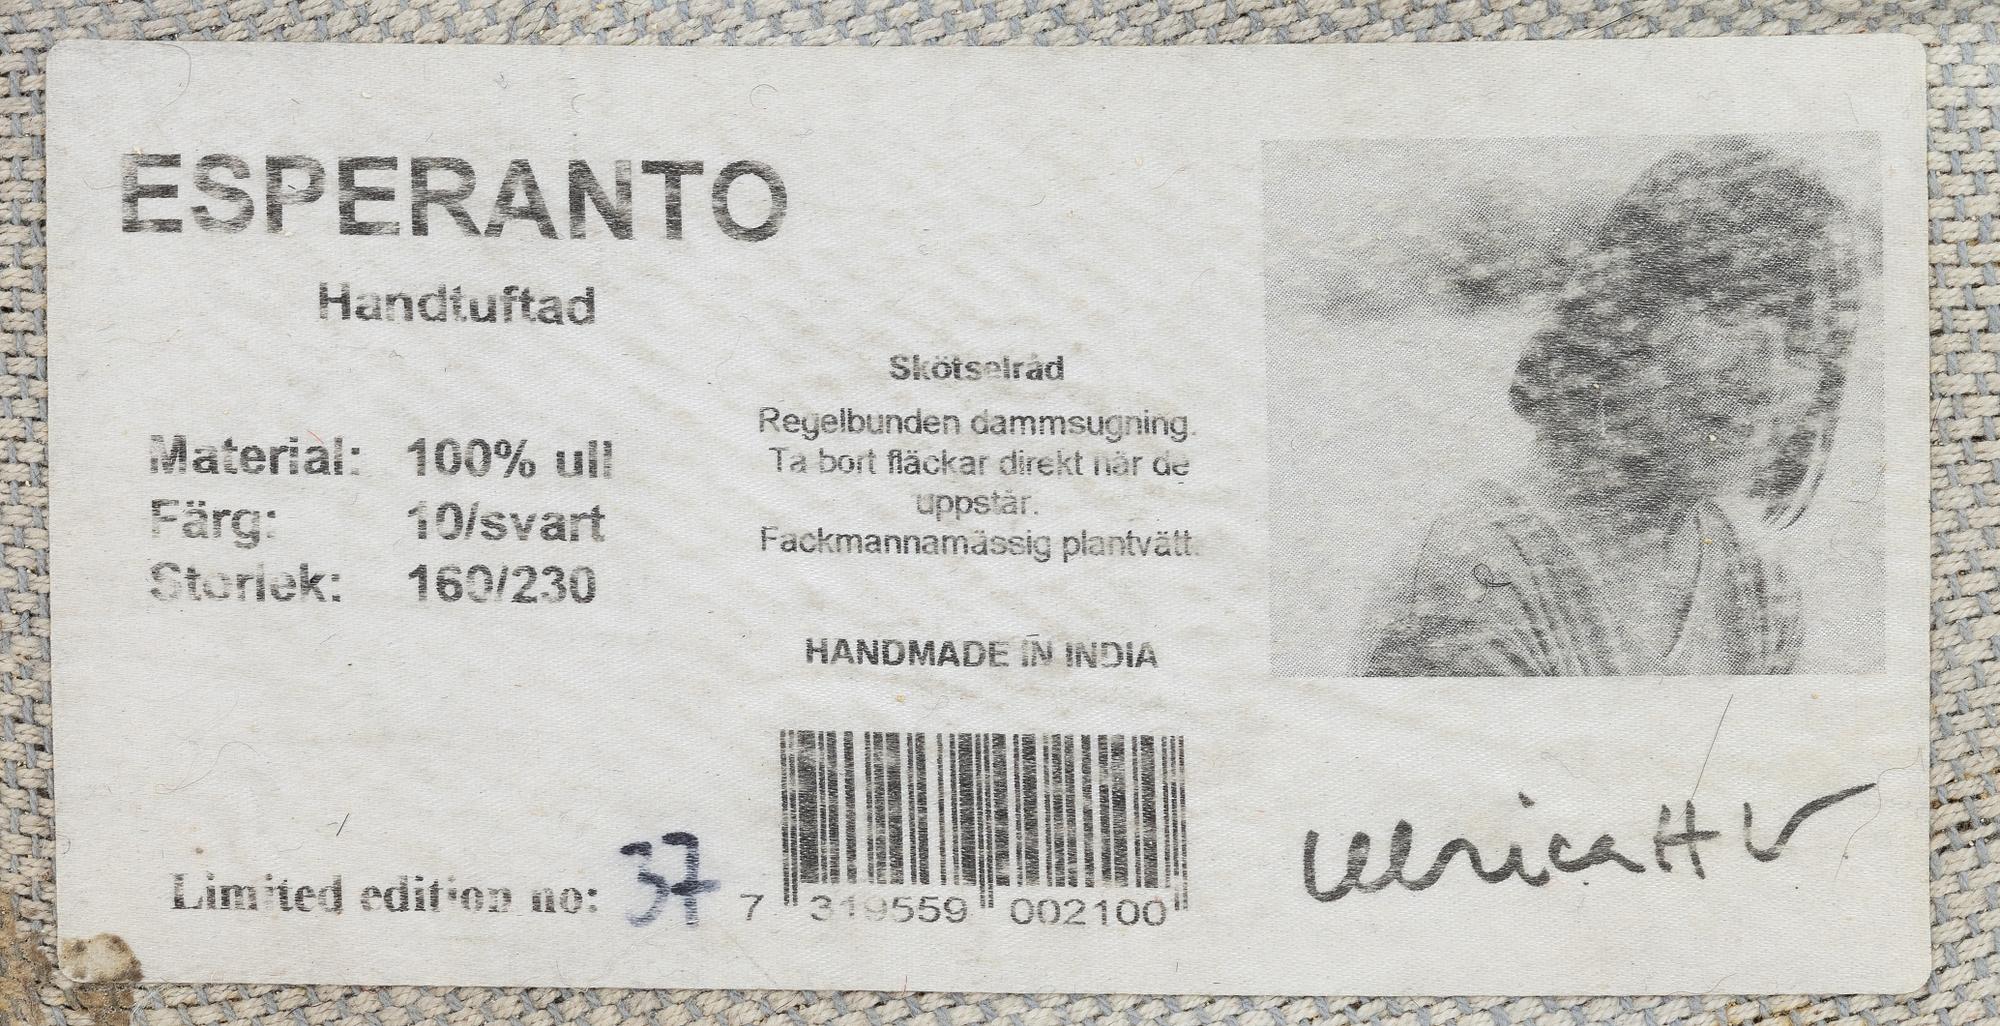 ESPERANTO
Handtuftad
Material: 100% ull
Färg: 10/svart
Storlek: 160/230
Skötselråd
Regelbunden dammsugning.
Ta bort fläckar direkt när de
uppstår.
Fackmannamässig plantvätt.
HANDMADE IN INDIA
Limited edition no: 37
7 319559 002100
Ulrica H V